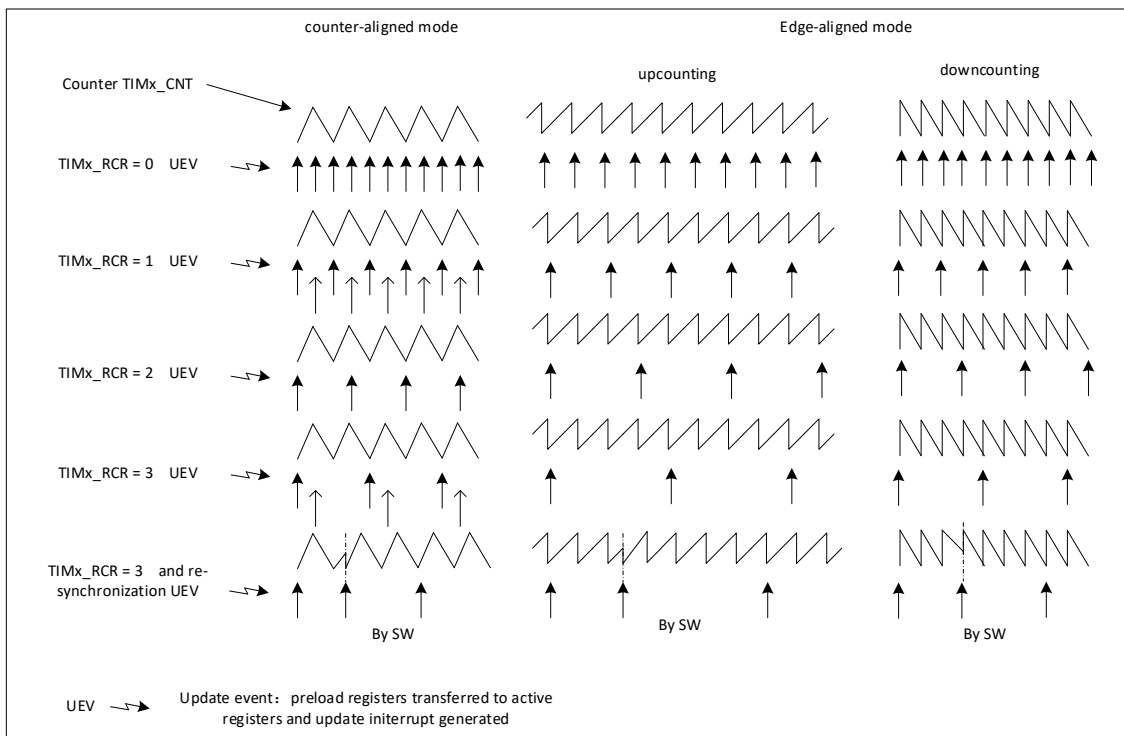 counter-aligned mode
Edge-aligned mode
upcounting
downcounting
Counter TIMx_CNT
TIMx_RCR = 0 UEV
TIMx_RCR = 1 UEV
TIMx_RCR = 2 UEV
TIMx_RCR = 3 UEV
TIMx_RCR = 3 and re-
synchronization UEV
By SW
By SW
By SW
UEV
Update event：preload registers transferred to active
registers and update initerrupt generated